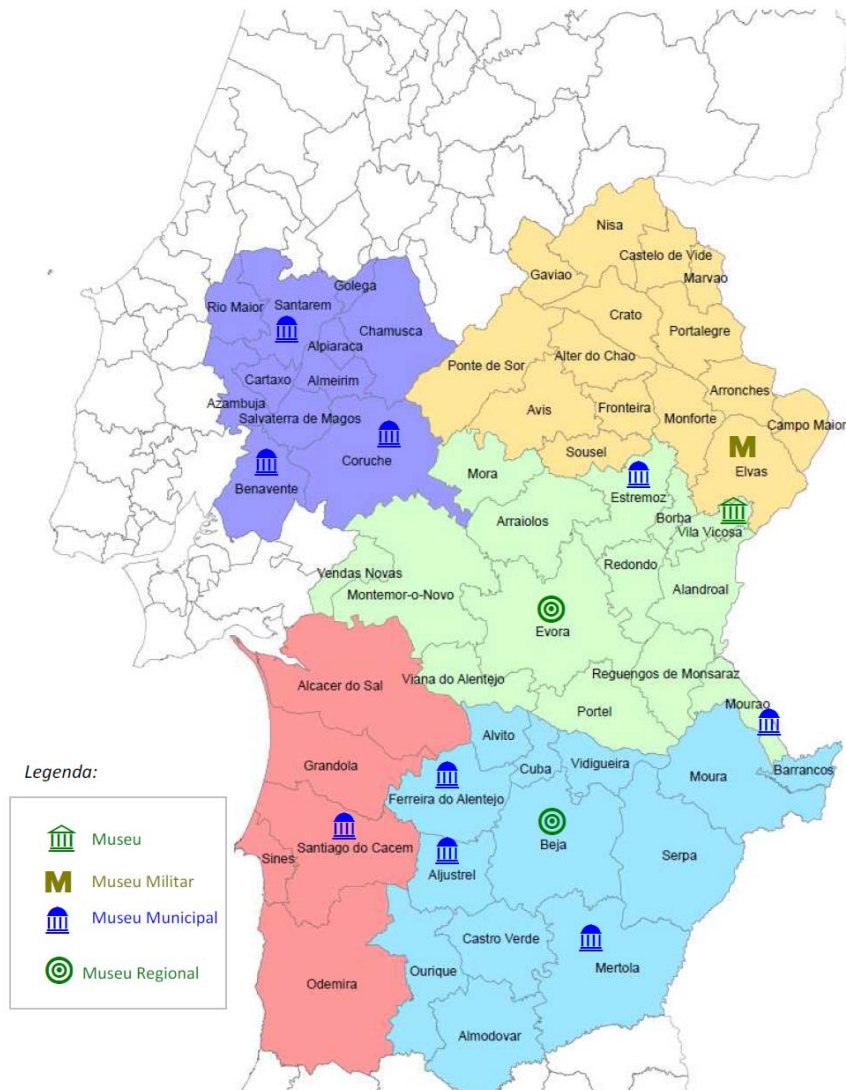 Nisa
Castelo de Vide
Gaviao
Marvao
Golega
Rio Maior
Santarem
Crato
Chamusca
Portalegre
Alpiaraca
Ponte de Sor
Alter do Chao
Cartaxo
Almeirim
Arronches
Azambuja
Avis
Fronteira
Salvaterra de Magos
Monforte
Campo Maior
Sousel
M
Coruche
Elvas
Mora
Benavente
Estremoz
Borba
Arraiolos
Vila Vicosa
Redondo
Vendas Novas
Alandroal
Montemor-o-Novo
Evora
Reguengos de Monsaraz
Viana do Alentejo
Alcacer do Sal
Mourao
Portel
Alvito
Grandola
Cuba
Vidigueira
Moura
Barrancos
Ferreira do Alentejo
Beja
Santiago do Cacem
Sines
Aljustrel
Serpa
Castro Verde
Ourique
Mertola
Odemira
Almodovar
Legenda:
Museu
M Museu Militar
Museu Municipal
Museu Regional